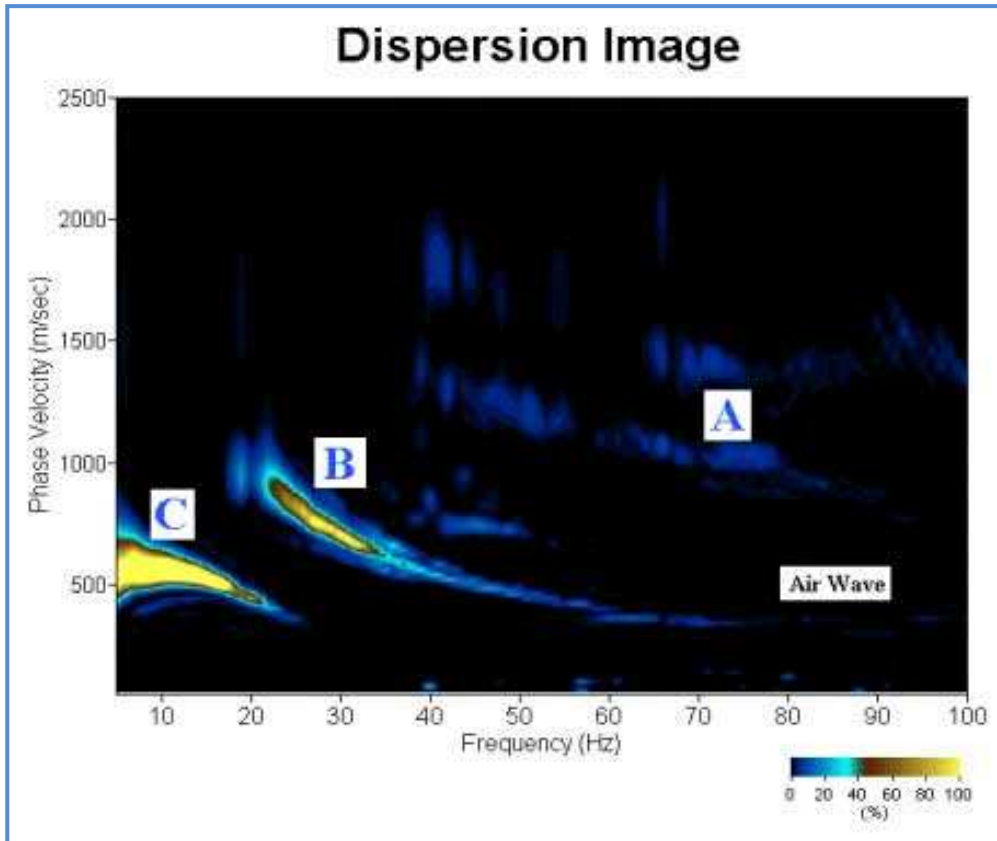 Dispersion Image
2500
2000
1500
1000
500
Phase Velocity (m/sec)
A
B
C
Air Wave
10 20 30 40 50 60 70 80 90 100
Frequency (Hz)
0 20 40 60 80 100
(%)